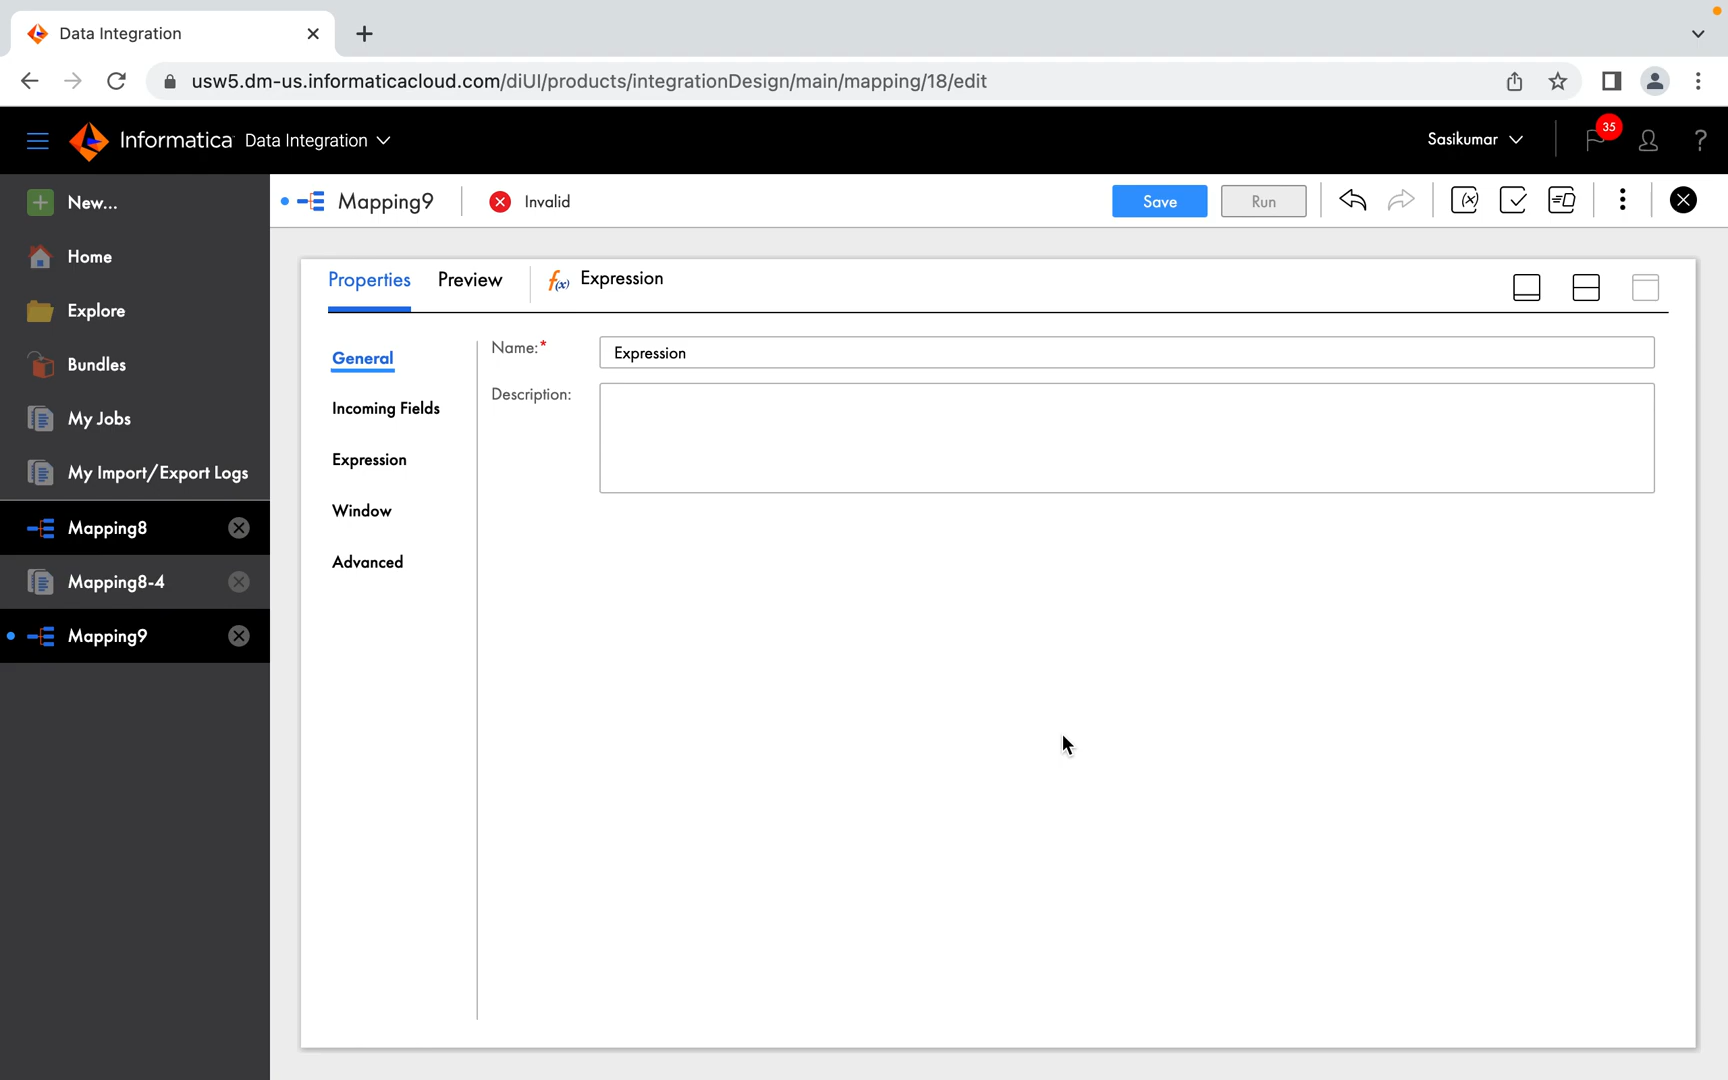 Data Integration
usw5.dm-us.informaticacloud.com/diUI/products/integrationDesign/main/mapping/18/edit
Informatica Data Integration
Sasikumar
35
?
New...
Home
Explore
Bundles
My Jobs
My Import/Export Logs
Mapping8
Mapping8-4
Mapping9
Mapping9
Invalid
Save
Run
Properties
Preview
f(x) Expression
General
Incoming Fields
Expression
Window
Advanced
Name:*
Expression
Description: